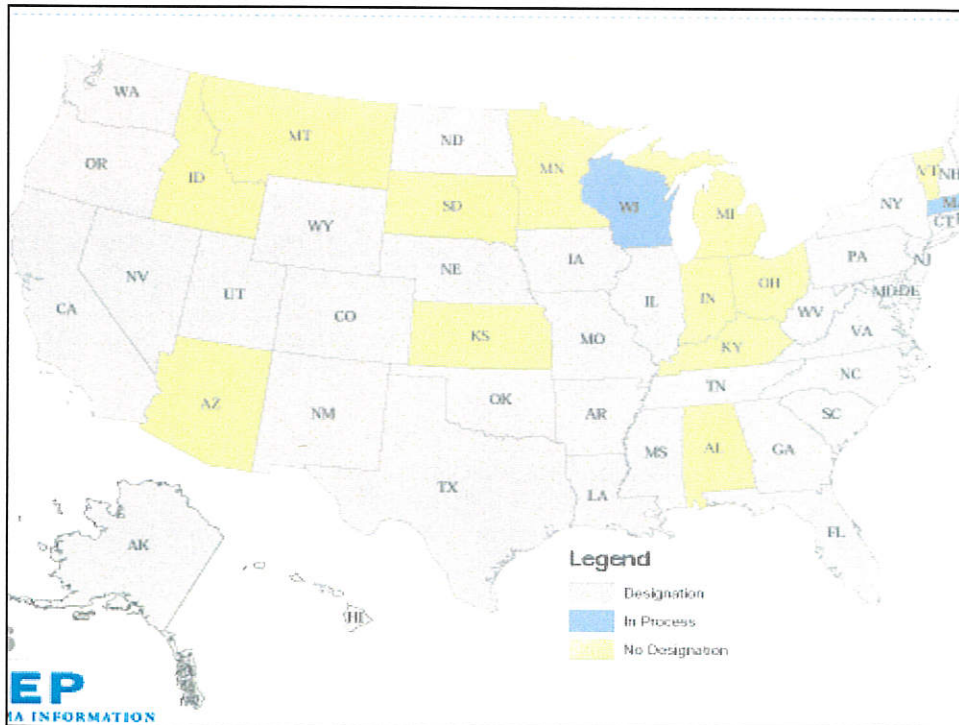 WA
MT
ND
MN
OR
ID
SD
WI
MI
VT
NH
NY
MA
CT
WY
IA
PA
NJ
NE
NV
UT
IL
IN
OH
MD
DE
CA
CO
WV
VA
KS
MO
KY
NC
TN
AZ
NM
OK
AR
SC
MS
AL
GA
TX
LA
FL
AK
HI
Legend
Designation
In Process
No Designation
EP
MA INFORMATION